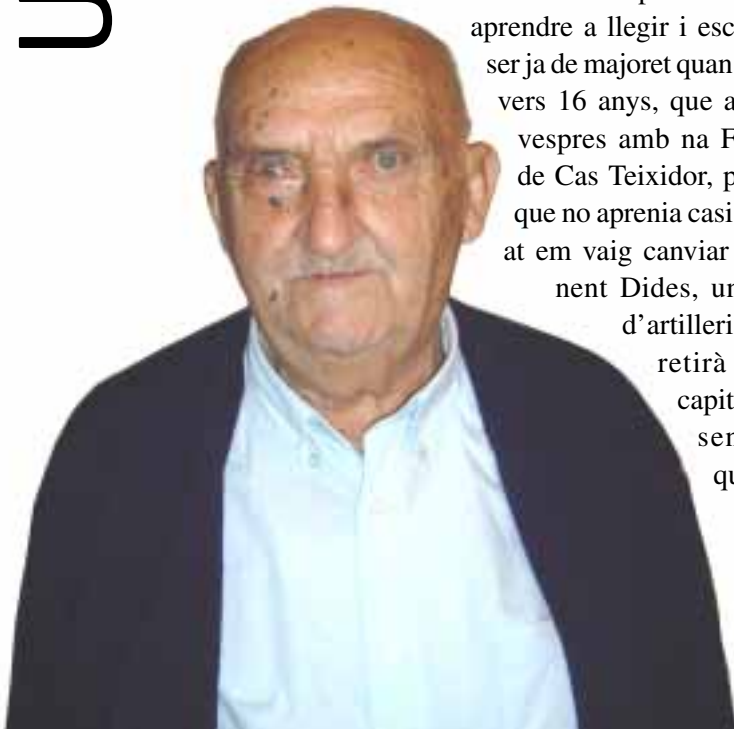 aprendre a llegir i esc
ser ja de majoret quan
vers 16 anys, que a
vespres amb na F
de Cas Teixidor, p
que no aprenia casi
at em vaig canviar
nent Dides, un
d'artilleri
retirà
capit
sen
qu